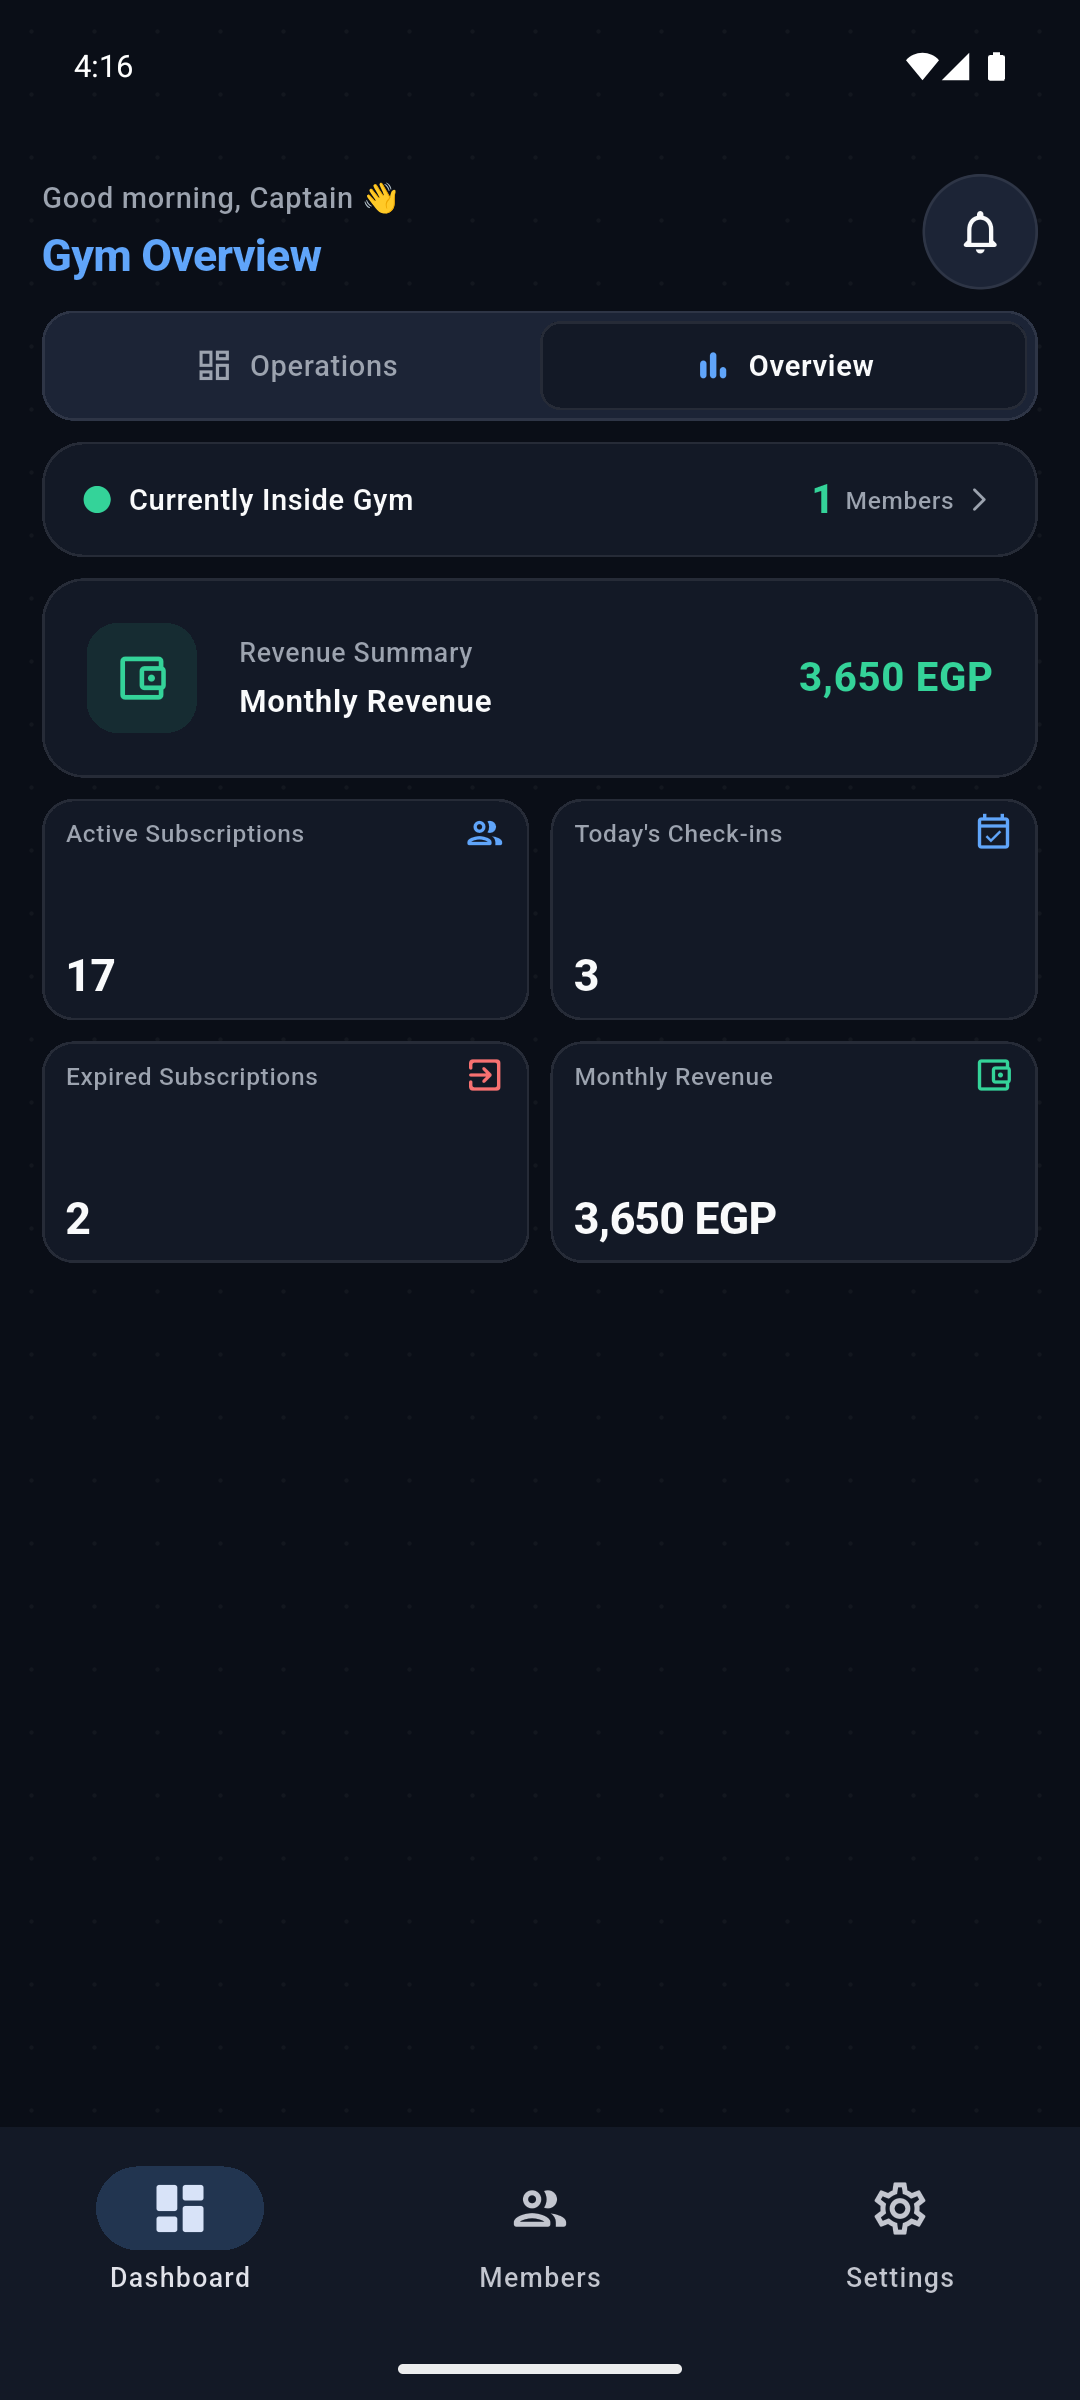 4:16
Good morning, Captain 👋
Gym Overview
Operations
Overview
Currently Inside Gym
1 Members
Revenue Summary
Monthly Revenue
3,650 EGP
Active Subscriptions
17
Today's Check-ins
3
Expired Subscriptions
2
Monthly Revenue
3,650 EGP
Dashboard
Members
Settings